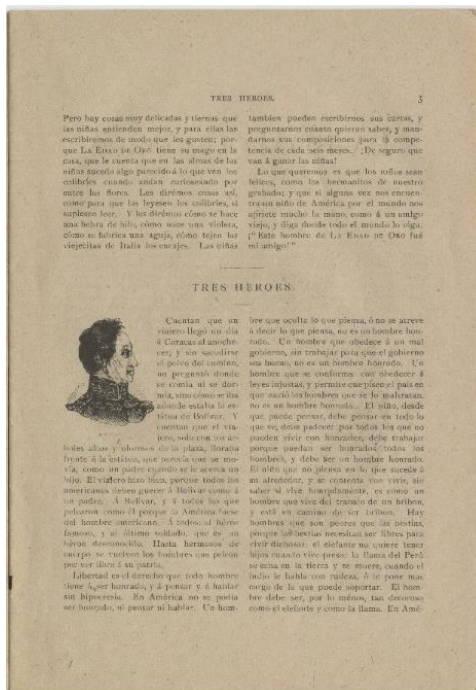 TRES HEROES.
3
Pero hay cosas muy delicadas y tiernas que
las niñas entienden mejor, y para ellas las
escribiremos de modo que les gusten; por-
que LA EDAD DE ORO tiene su mago en la
casa, que le cuenta que en las almas de las
niñas sucede algo parecido á lo que ven los
colibríes cuando andan curioseando por
entre las flores. Les dirémos cosas así,
como para que las leyesen los colibríes, si
supiesen leer. Y les dirémos cómo se hace
una hebra de hilo, cómo nace una violeta,
cómo se fabrica una aguja, cómo tejen las
viejecitas de Italia los encajes. Las niñas
tambien pueden escribirnos sus cartas, y
preguntarnos cuánto quieran saber, y man-
darnos sus composiciones para la compe-
tencia de cada seis meses. ¡De seguro que
van á ganar las niñas!
Lo que queremos es que los niños sean
felices, como los hermanitos de nuestro
grabado; y que si alguna vez nos encuen-
tra un niño de América por el mundo nos
apriete mucho la mano, como á un amigo
viejo, y diga donde todo el mundo lo oiga:
¡"Este hombre de LA EDAD DE ORO fué
mi amigo!"
TRES HEROES.
Cuentan que un
viajero llegó un dia
á Caracas al anoche-
cer, y sin sacudirse
el polvo del camino,
no preguntó donde
se comia ni se dor-
mia, sino cómo se iba
adonde estaba la es-
tátua de Bolívar. Y
cuentan que el via-
jero, solo con los ár-
boles altos y olorosos de la plaza, lloraba
frente á la estátua, que parecia que se mo-
via, como un padre cuando se le acerca un
hijo. El viajero hizo bien, porque todos los
americanos deben querer á Bolívar como á
un padre. Á Bolívar, y á todos los que
pelearon como él porque la América fuese
del hombre americano. Á todos: al héroe
famoso, y al último soldado, que es un
héroe desconocido. Hasta hermosos de
cuerpo se vuelven los hombres que pelean
por ver libre á su patria.
Libertad es el derecho que todo hombre
tiene á ser honrado, y á pensar y á hablar
sin hipocresía. En América no se podia
ser honrado, ni pensar ni hablar. Un hom-
bre que oculta lo que piensa, ó no se atreve
á decir lo que piensa, no es un hombre hon-
rado. Un hombre que obedece á un mal
gobierno, sin trabajar para que el gobierno
sea bueno, no es un hombre honrado. Un
hombre que se conforma con obedecer á
leyes injustas, y permite que pisen el pais en
que nació los hombres que se lo maltratan,
no es un hombre honrado. El niño, desde
que puede pensar, debe pensar en todo lo
que ve, debe padecer por todos los que no
pueden vivir con honradez, debe trabajar
porque puedan ser honrados todos los
hombres, y debe ser un hombre honrado.
El niño que no piensa en lo que sucede á
su alrededor, y se contenta con vivir, sin
saber si vive honradamente, es como un
hombre que vive del trabajo de un bribon,
y está en camino de ser bribon. Hay
hombres que son peores que las bestias,
porque las bestias necesitan ser libres para
vivir dichosas: el elefante no quiere tener
hijos cuando vive preso: la llama del Perú
se echa en la tierra y se muere, cuando el
indio le habla con rudeza, ó le pone mas
carga de la que puede soportar. El hom-
bre debe ser, por lo ménos, tan decoroso
como el elefante y como la llama. En Amé-